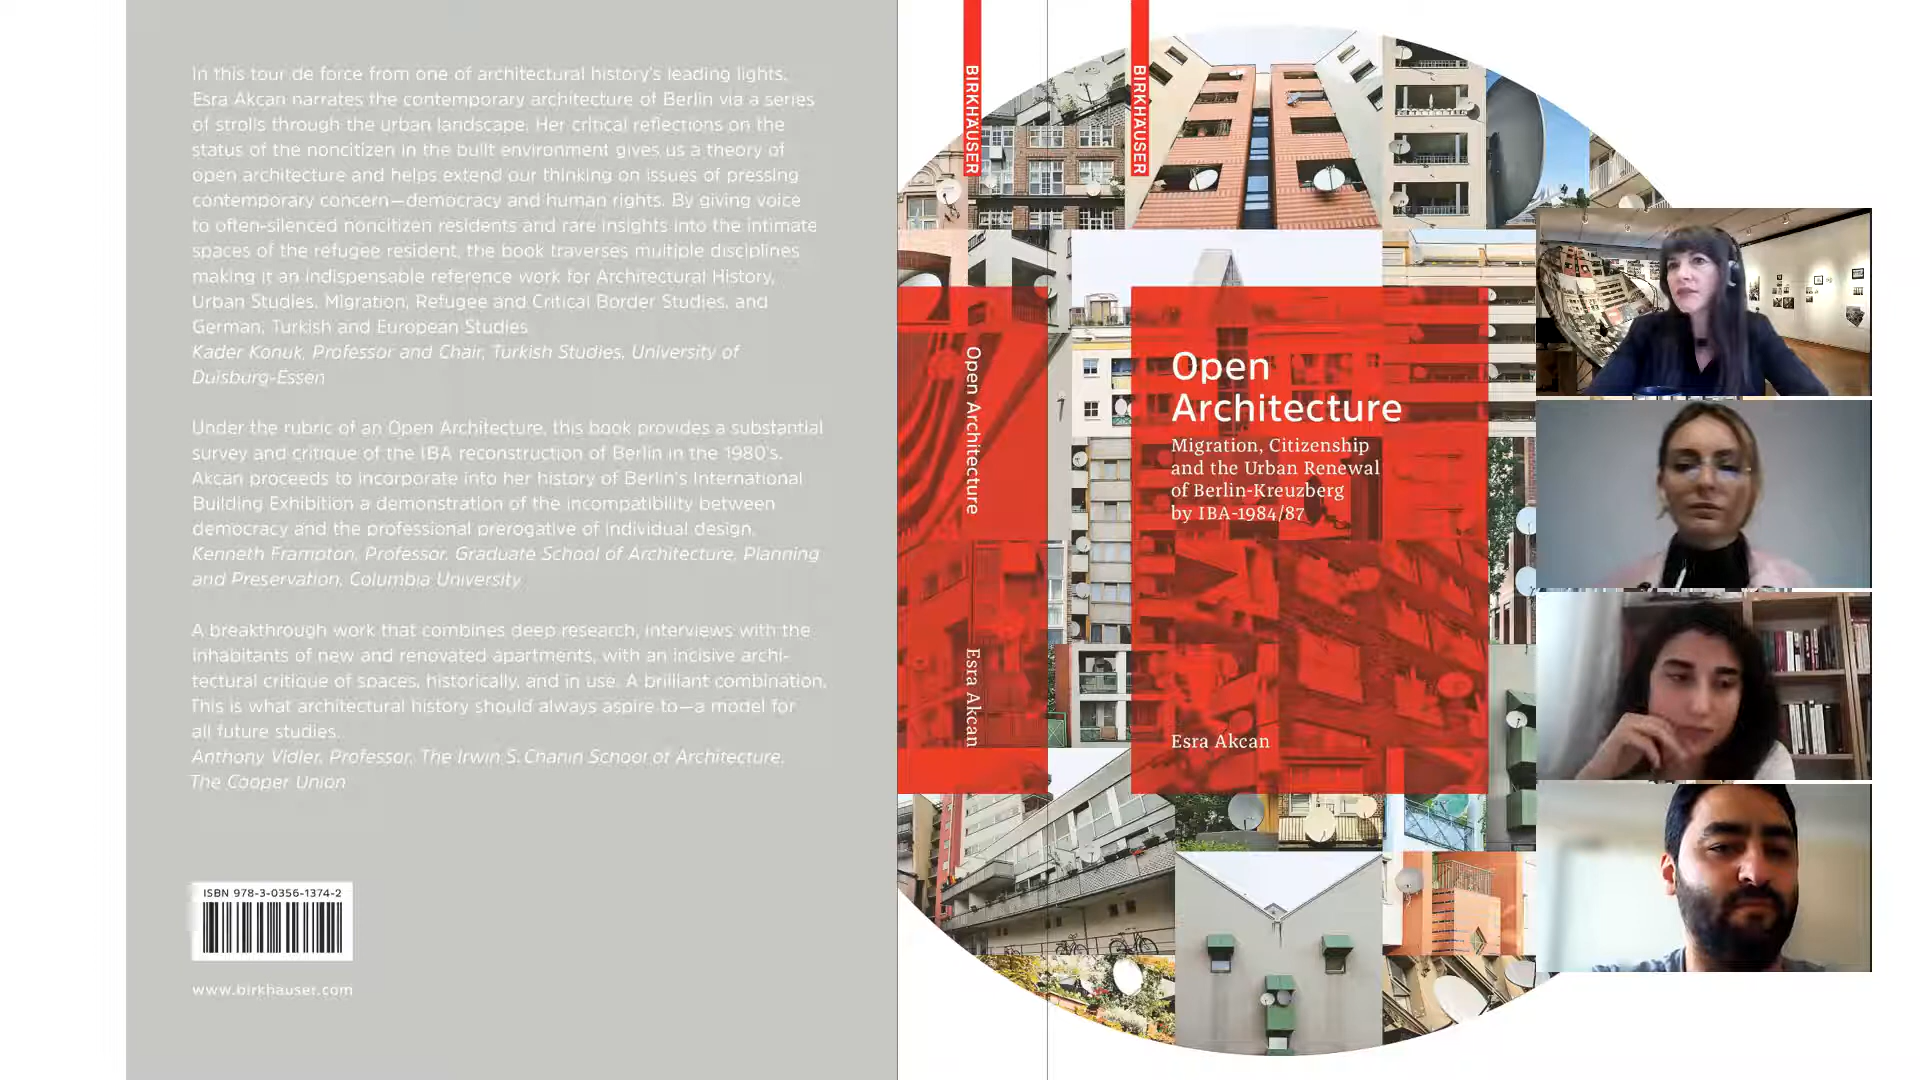 In this tour de force from one of architectural history's leading lights,
Esra Akcan narrates the contemporary architecture of Berlin via a series
of strolls through the urban landscape. Her critical reflections on the
status of the noncitizen in the built environment gives us a theory of
open architecture and helps extend our thinking on issues of pressing
contemporary concern—democracy and human rights. By giving voice
to often-silenced noncitizen residents and rare insights into the intimate
spaces of the refugee resident, the book traverses multiple disciplines
making it an indispensable reference work for Architectural History,
Urban Studies, Migration, Refugee and Critical Border Studies, and
German, Turkish and European Studies
Kader Konuk, Professor and Chair, Turkish Studies, University of
Duisburg-Essen
Under the rubric of an Open Architecture, this book provides a substantial
survey and critique of the IBA reconstruction of Berlin in the 1980's.
Akcan proceeds to incorporate into her history of Berlin's International
Building Exhibition a demonstration of the incompatibility between
democracy and the professional prerogative of individual design.
Kenneth Frampton, Professor, Graduate School of Architecture, Planning
and Preservation, Columbia University
A breakthrough work that combines deep research, interviews with the
inhabitants of new and renovated apartments, with an incisive archi-
tectural critique of spaces, historically, and in use. A brilliant combination.
This is what architectural history should always aspire to—a model for
all future studies.
Anthony Vidler, Professor, The Irwin S. Chanin School of Architecture,
The Cooper Union
ISBN 978-3-0356-1374-2
www.birkhauser.com
BIRKHÄUSER
Open Architecture
Esra Akcan
BIRKHÄUSER
Open
Architecture
Migration, Citizenship
and the Urban Renewal
of Berlin-Kreuzberg
by IBA-1984/87
Esra Akcan